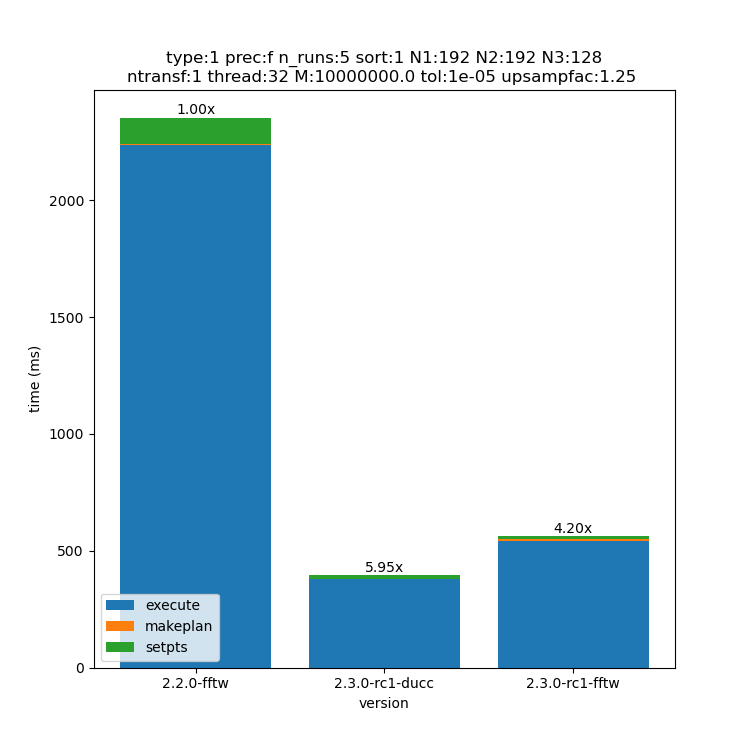 type:1 prec:f n_runs:5 sort:1 N1:192 N2:192 N3:128
ntransf:1 thread:32 M:10000000.0 tol:1e-05 upsampfac:1.25
1.00x
2000
1500
time (ms)
1000
4.20x
500
5.95x
execute
makeplan
setpts
0
2.2.0-fftw
2.3.0-rc1-ducc
2.3.0-rc1-fftw
version